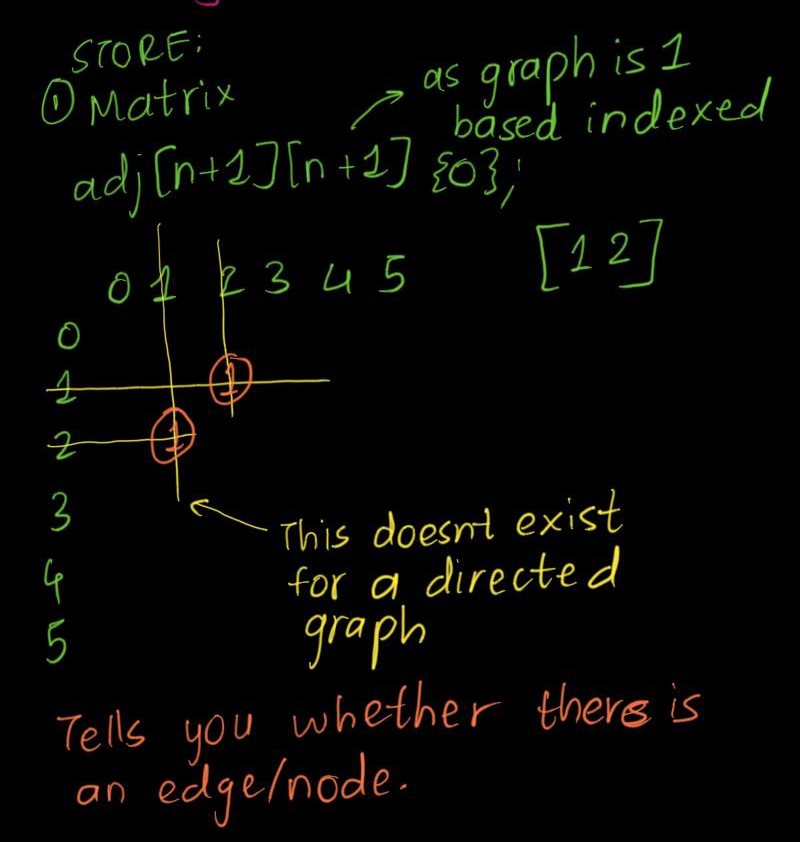 STORE:
① Matrix
as graph is 1
based indexed
adj[n+1][n+1] {0};
[1 2]
0 1 2 3 4 5
0
1 1
2 1
3
4
5
This doesnt exist
for a directed
graph
Tells you whether there is
an edge/node.